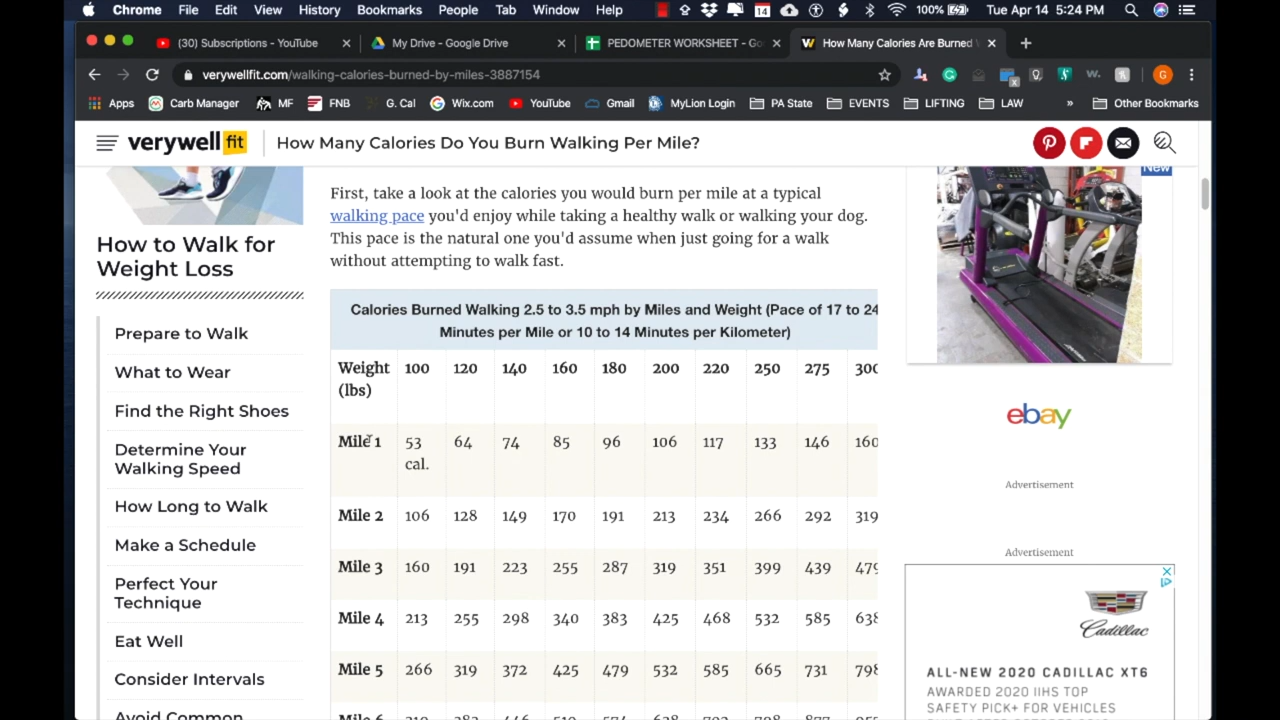 Chrome File Edit View History Bookmarks People Tab Window Help 14 100% Tue Apr 14 5:24 PM
(30) Subscriptions - YouTube My Drive - Google Drive PEDOMETER WORKSHEET - Go How Many Calories Are Burned
verywellfit.com/walking-calories-burned-by-miles-3887154
Apps Carb Manager MF FNB G. Cal Wix.com YouTube Gmail MyLion Login PA State EVENTS LIFTING LAW » Other Bookmarks
verywell fit How Many Calories Do You Burn Walking Per Mile?
How to Walk for
Weight Loss
Prepare to Walk
What to Wear
Find the Right Shoes
Determine Your
Walking Speed
How Long to Walk
Make a Schedule
Perfect Your
Technique
Eat Well
Consider Intervals
Avoid Common
First, take a look at the calories you would burn per mile at a typical
walking pace you'd enjoy while taking a healthy walk or walking your dog.
This pace is the natural one you'd assume when just going for a walk
without attempting to walk fast.
Calories Burned Walking 2.5 to 3.5 mph by Miles and Weight (Pace of 17 to 24
Minutes per Mile or 10 to 14 Minutes per Kilometer)
Weight 100 120 140 160 180 200 220 250 275 300
(lbs)
Mile 1 53 64 74 85 96 106 117 133 146 160
cal.
Mile 2 106 128 149 170 191 213 234 266 292 319
Mile 3 160 191 223 255 287 319 351 399 439 479
Mile 4 213 255 298 340 383 425 468 532 585 638
Mile 5 266 319 372 425 479 532 585 665 731 798
New
ebay
Advertisement
Advertisement
Cadillac
ALL-NEW 2020 CADILLAC XT6
AWARDED 2020 IIHS TOP
SAFETY PICK+ FOR VEHICLES